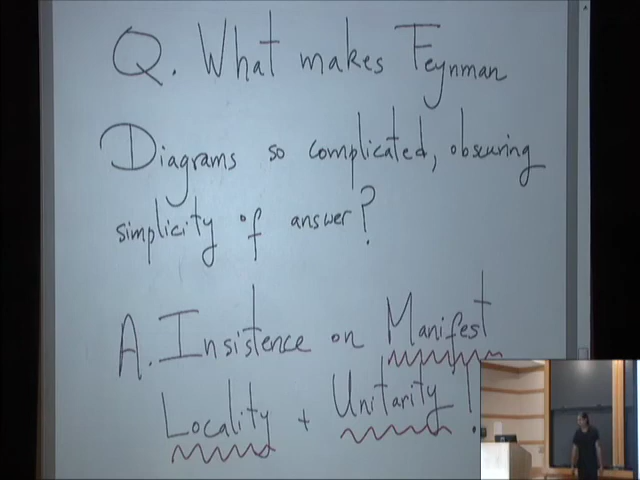 Q. What makes Feynman
Diagrams so complicated, obscuring
simplicity of answer?
A. Insistence on Manifest
Locality + Unitarity!